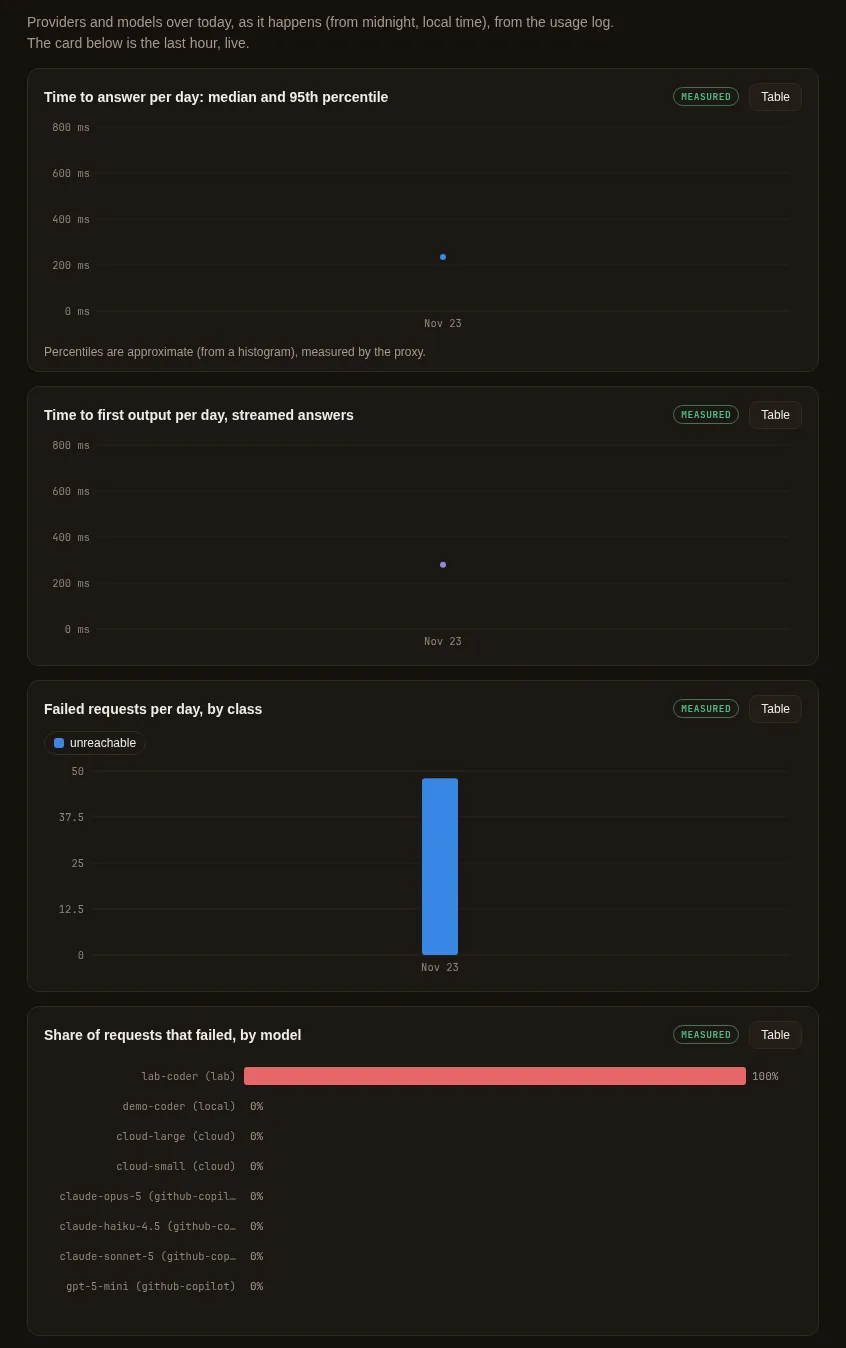 Providers and models over today, as it happens (from midnight, local time), from the usage log.
The card below is the last hour, live.
Time to answer per day: median and 95th percentile
MEASURED
Table
800 ms
600 ms
400 ms
200 ms
0 ms
Nov 23
Percentiles are approximate (from a histogram), measured by the proxy.
Time to first output per day, streamed answers
MEASURED
Table
800 ms
600 ms
400 ms
200 ms
0 ms
Nov 23
Failed requests per day, by class
MEASURED
Table
unreachable
50
37.5
25
12.5
0
Nov 23
Share of requests that failed, by model
MEASURED
Table
lab-coder (lab) 100%
demo-coder (local) 0%
cloud-large (cloud) 0%
cloud-small (cloud) 0%
claude-opus-5 (github-copil… 0%
claude-haiku-4.5 (github-co… 0%
claude-sonnet-5 (github-cop… 0%
gpt-5-mini (github-copilot) 0%